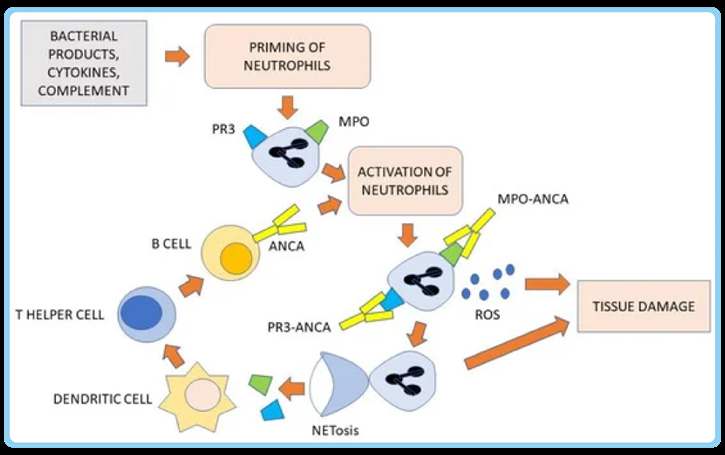 BACTERIAL
PRODUCTS,
CYTOKINES,
COMPLEMENT
PRIMING OF
NEUTROPHILS
PR3
MPO
ACTIVATION OF
NEUTROPHILS
MPO-ANCA
B CELL
ANCA
T HELPER CELL
PR3-ANCA
ROS
TISSUE DAMAGE
DENDRITIC CELL
NETosis